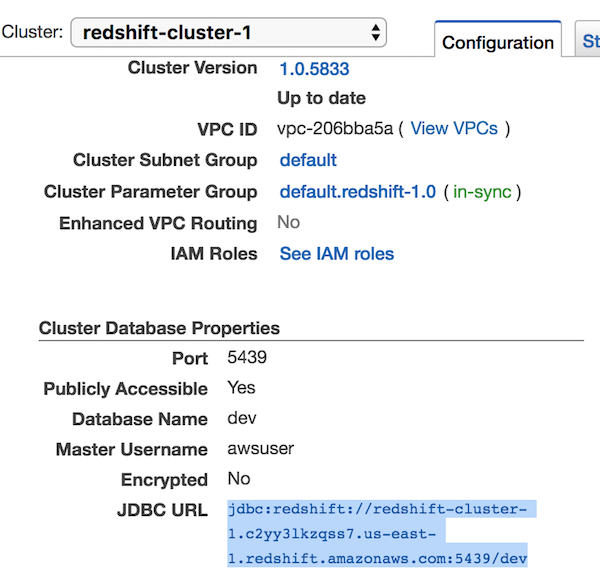 Cluster: redshift-cluster-1
Configuration St
Cluster Version 1.0.5833
Up to date
VPC ID vpc-206bba5a ( View VPCs )
Cluster Subnet Group default
Cluster Parameter Group default.redshift-1.0 ( in-sync )
Enhanced VPC Routing No
IAM Roles See IAM roles
Cluster Database Properties
Port 5439
Publicly Accessible Yes
Database Name dev
Master Username awsuser
Encrypted No
JDBC URL jdbc:redshift://redshift-cluster-
1.c2yy3lkzqss7.us-east-
1.redshift.amazonaws.com:5439/dev